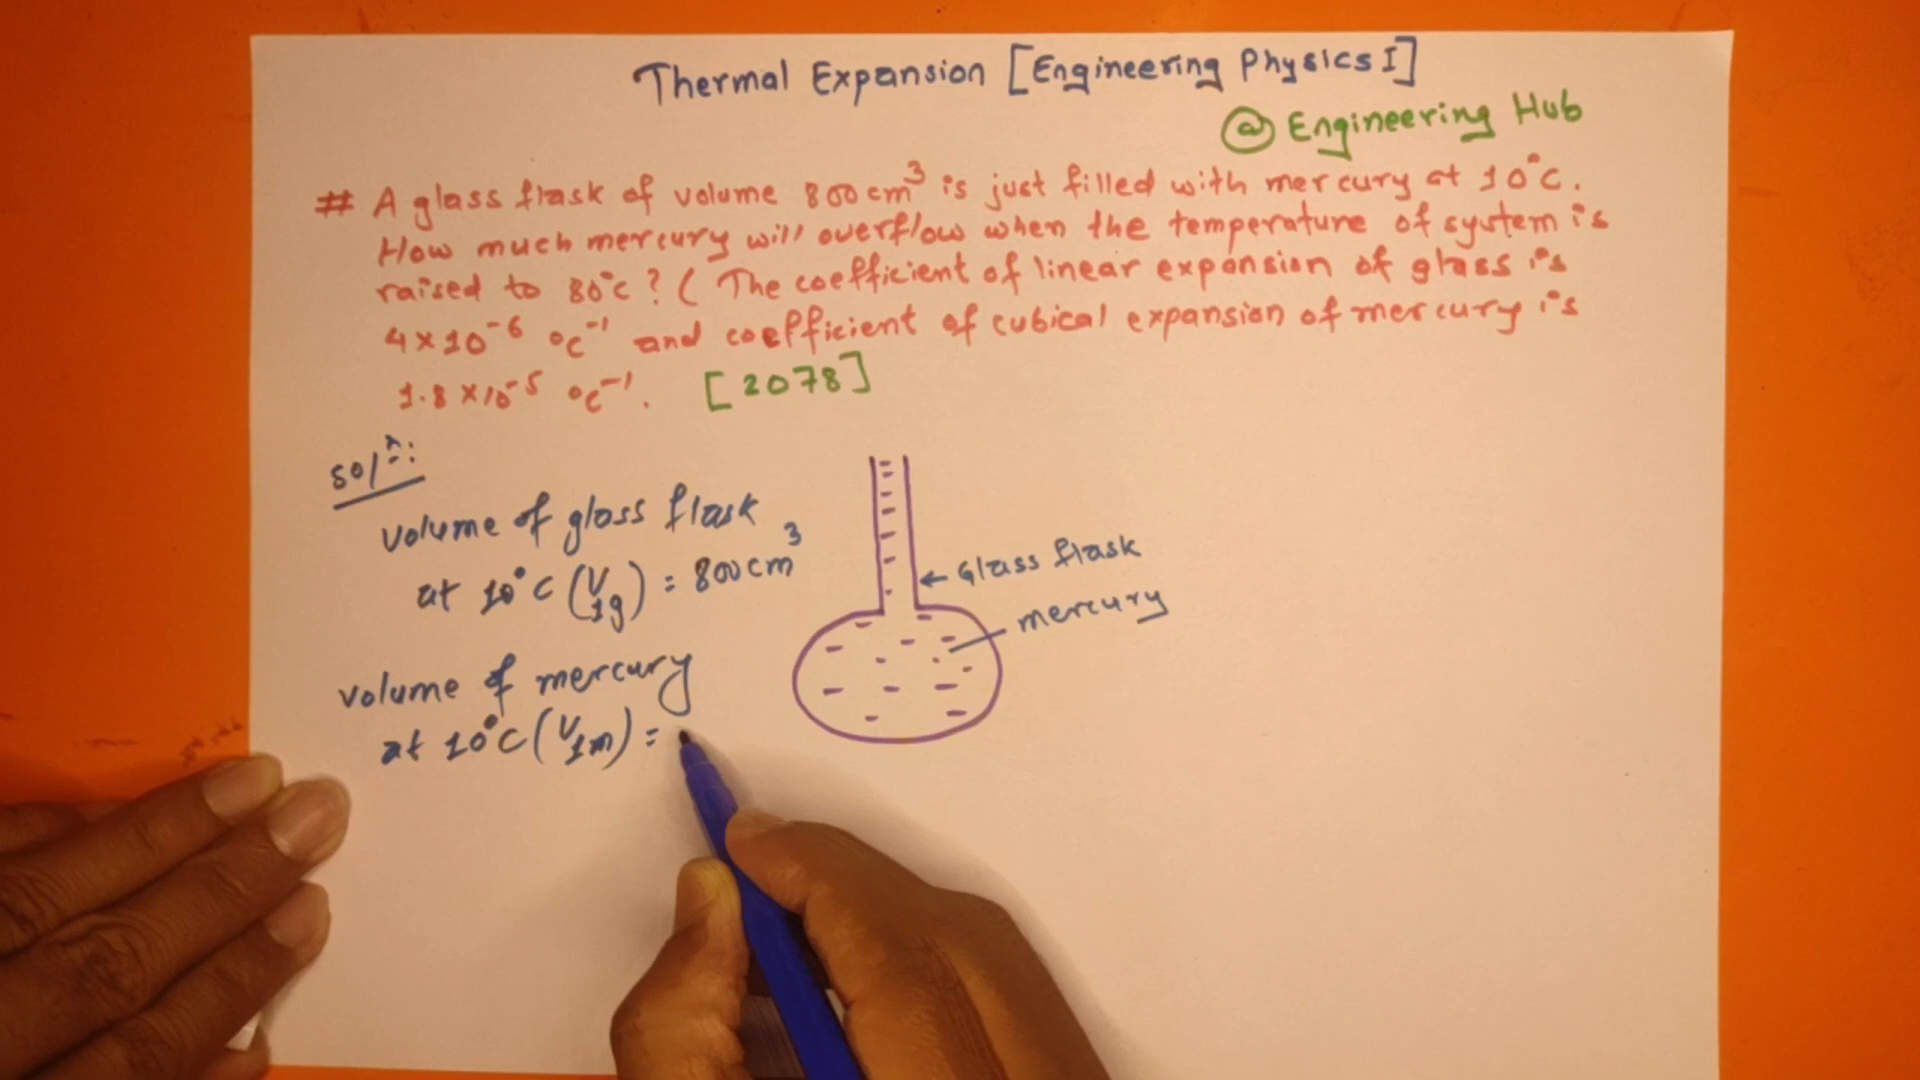 Thermal Expansion [Engineering Physics I]
@ Engineering Hub
# A glass flask of volume 800 cm³ is just filled with mercury at 10°C.
How much mercury will overflow when the temperature of system is
raised to 80°C? (The coefficient of linear expansion of glass is
4×10⁻⁶ °C⁻¹ and coefficient of cubical expansion of mercury is
1.8×10⁻⁵ °C⁻¹. [2078]
solⁿ:
volume of glass flask
at 10°C (V1g) = 800 cm³
Glass flask
mercury
volume of mercury
at 10°C (V1m) =